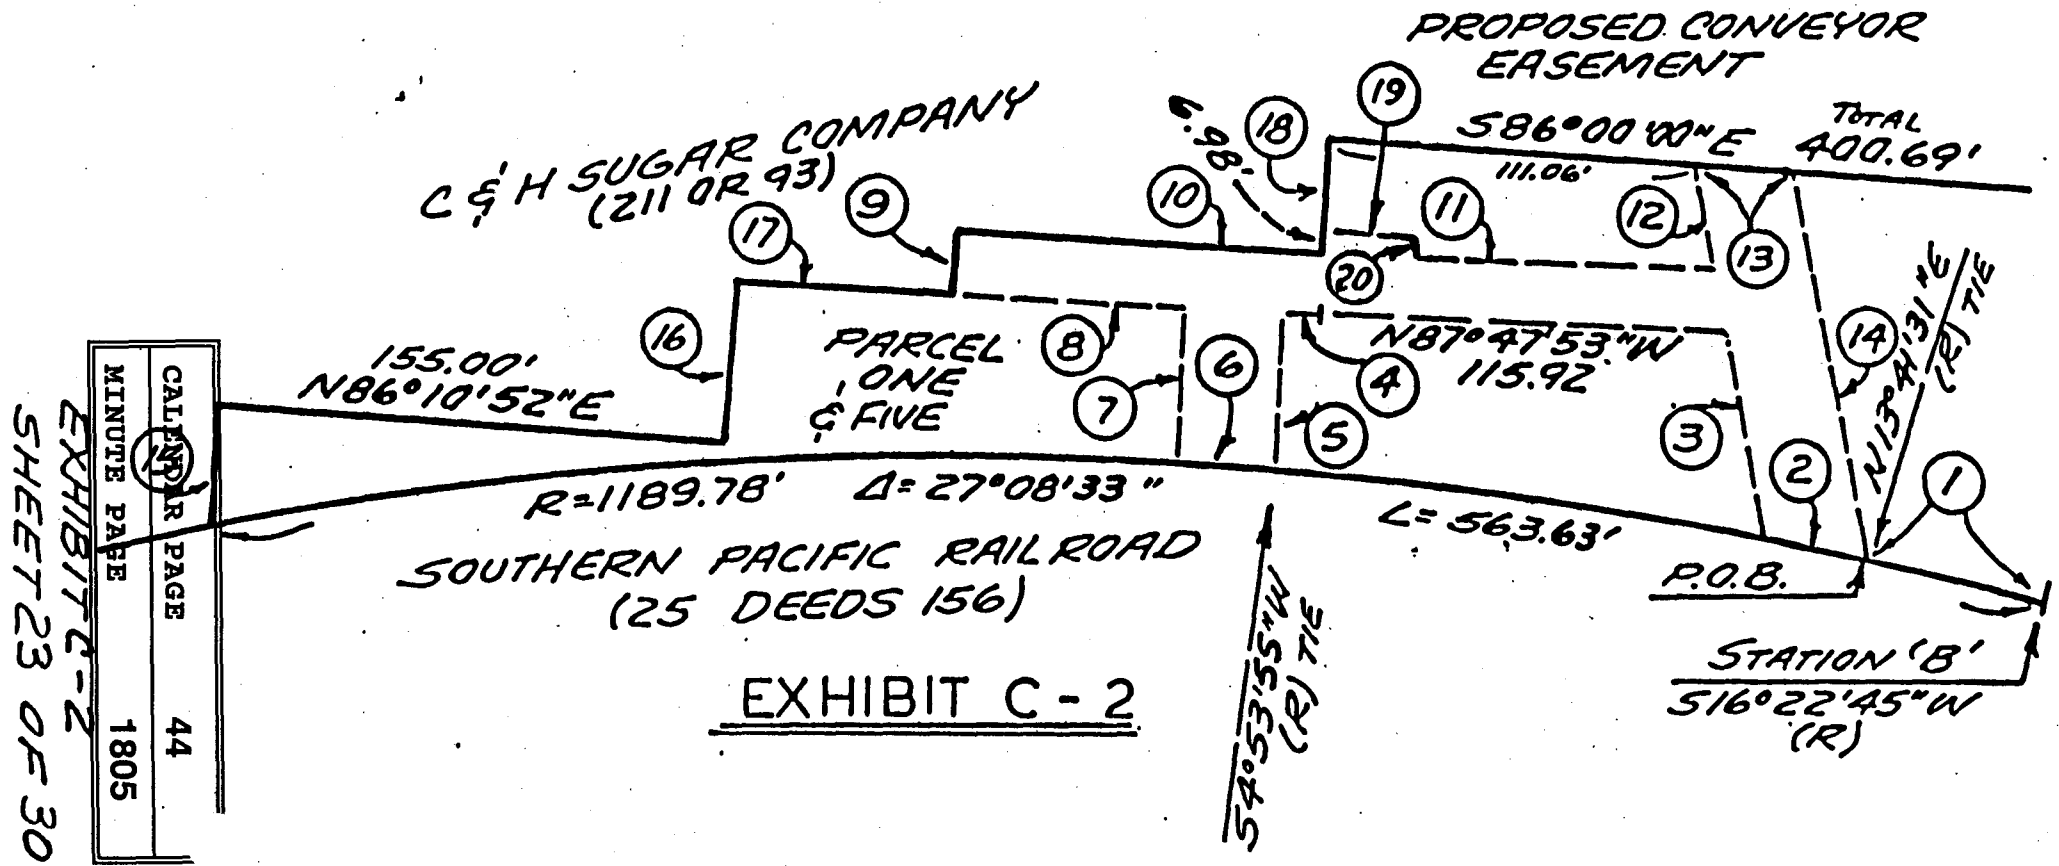 PROPOSED CONVEYOR
EASEMENT
S86°00'00"E
TOTAL
400.69'
111.06'
6.98'
C & H SUGAR COMPANY
(211 OR 93)
19
18
10
11
12
13
9
17
20
16
8
6
7
4
5
3
2
14
1
155.00'
N86°10'52"E
PARCEL
ONE
& FIVE
N87°47'53"W
115.92
N13°41'31"E
(R) TIE
R=1189.78' Δ=27°08'33" L=563.63'
SOUTHERN PACIFIC RAILROAD
(25 DEEDS 156)
P.O.B.
STATION 'B'
S16°22'45"W
(R)
S4°53'55"W
(R) TIE
EXHIBIT C-2
CALENDAR PAGE 44
MINUTE PAGE 1805
EXHIBIT C-2
SHEET 23 OF 30